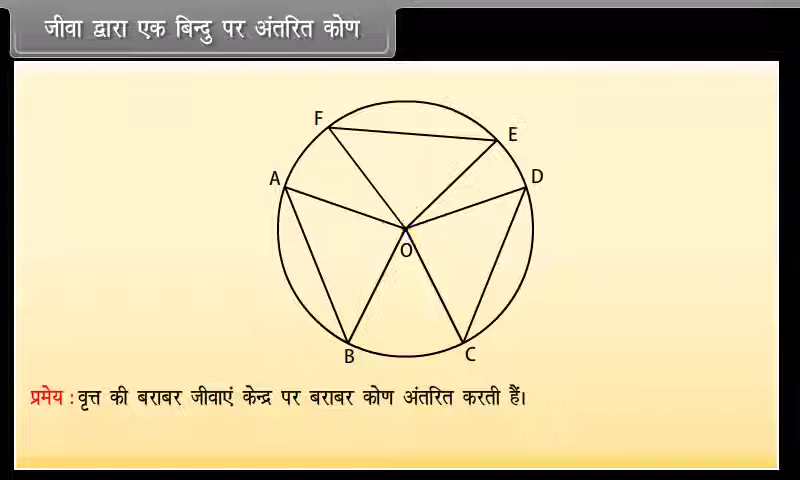 जीवा द्वारा एक बिन्दु पर अंतरित कोण
F
E
A
D
O
B
C
प्रमेय : वृत्त की बराबर जीवाएं केन्द्र पर बराबर कोण अंतरित करती हैं।